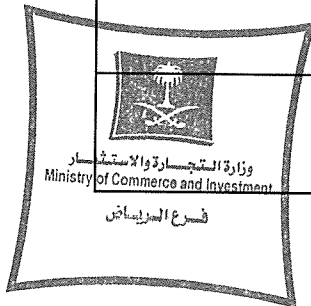 وزارة التجارة والاستثمار
Ministry of Commerce and Investment
فرع الرياض